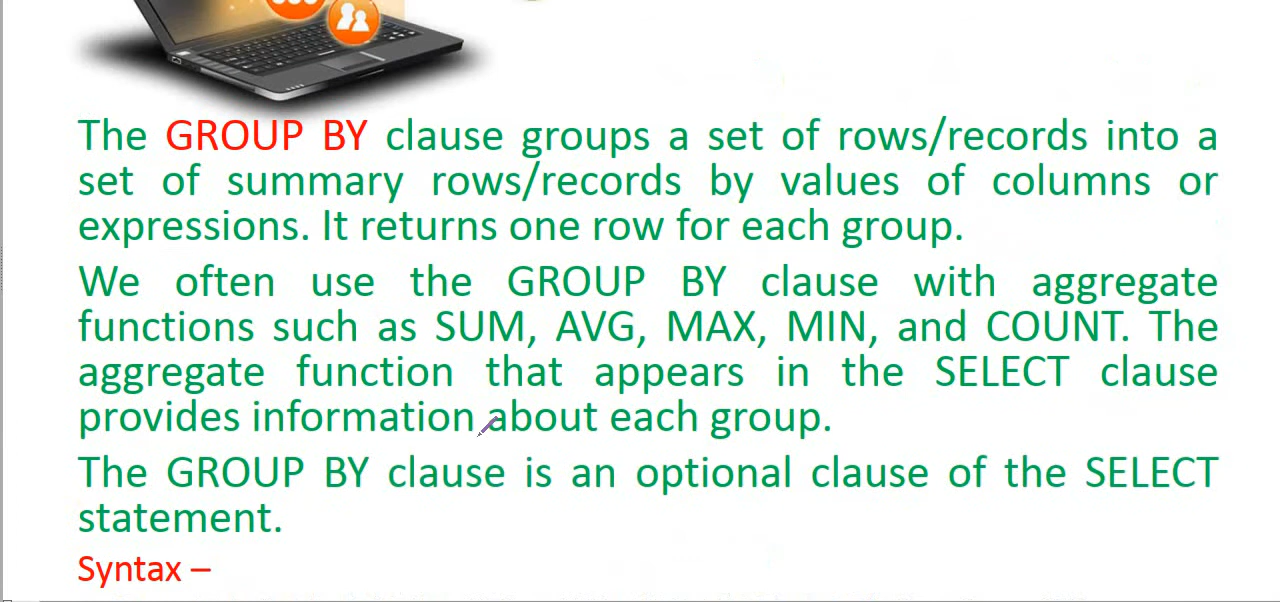 The GROUP BY clause groups a set of rows/records into a
set of summary rows/records by values of columns or
expressions. It returns one row for each group.
We often use the GROUP BY clause with aggregate
functions such as SUM, AVG, MAX, MIN, and COUNT. The
aggregate function that appears in the SELECT clause
provides information about each group.
The GROUP BY clause is an optional clause of the SELECT
statement.
Syntax –